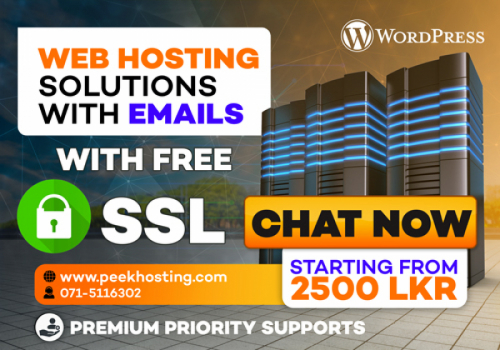 WORDPRESS
WEB HOSTING
SOLUTIONS
WITH EMAILS
WITH FREE
SSL
CHAT NOW
STARTING FROM
2500 LKR
www.peekhosting.com
071-5116302
PREMIUM PRIORITY SUPPORTS